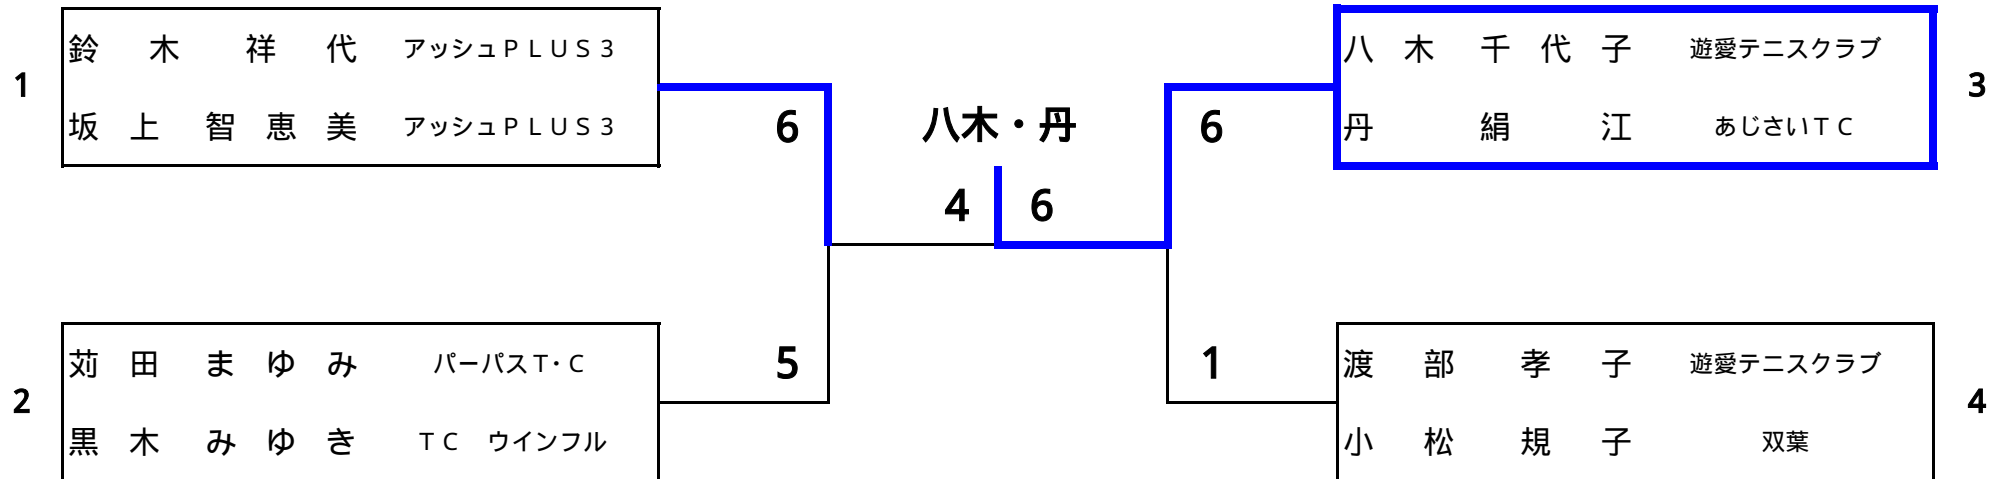 1
鈴木 祥代 アッシュＰＬＵＳ３
坂上 智恵美 アッシュＰＬＵＳ３
6
八木・丹
4 6
6
八木 千代子 遊愛テニスクラブ
丹 絹江 あじさいＴＣ
3
2
苅田 まゆみ パーパスＴ・Ｃ
黒木 みゆき ＴＣ ウインフル
5
1
渡部 孝子 遊愛テニスクラブ
小松 規子 双葉
4